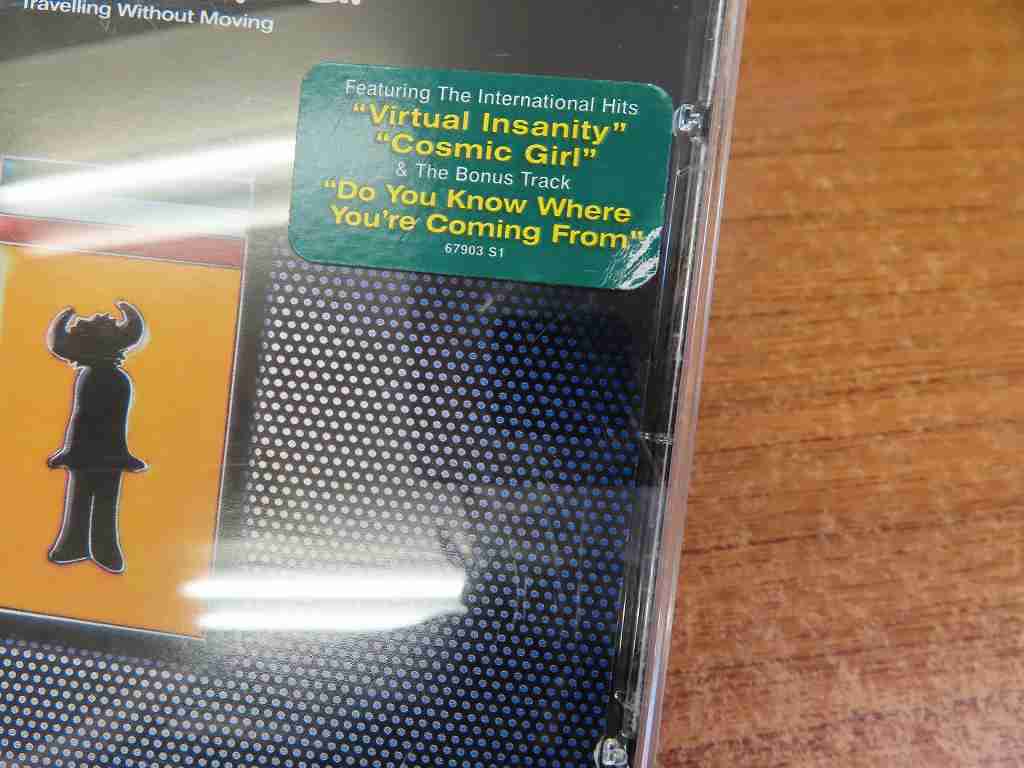 Travelling Without Moving
Featuring The International Hits
“Virtual Insanity”
“Cosmic Girl”
& The Bonus Track
“Do You Know Where
You're Coming From”
67903 S1